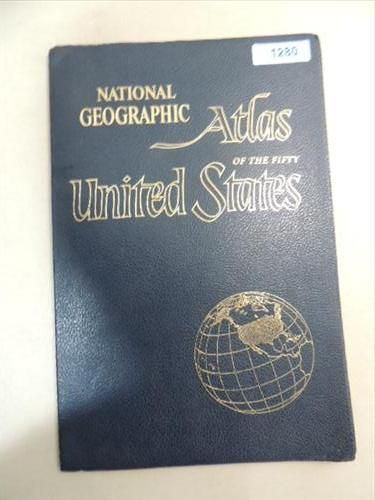 1280
NATIONAL
GEOGRAPHIC
Atlas
OF THE FIFTY
United States